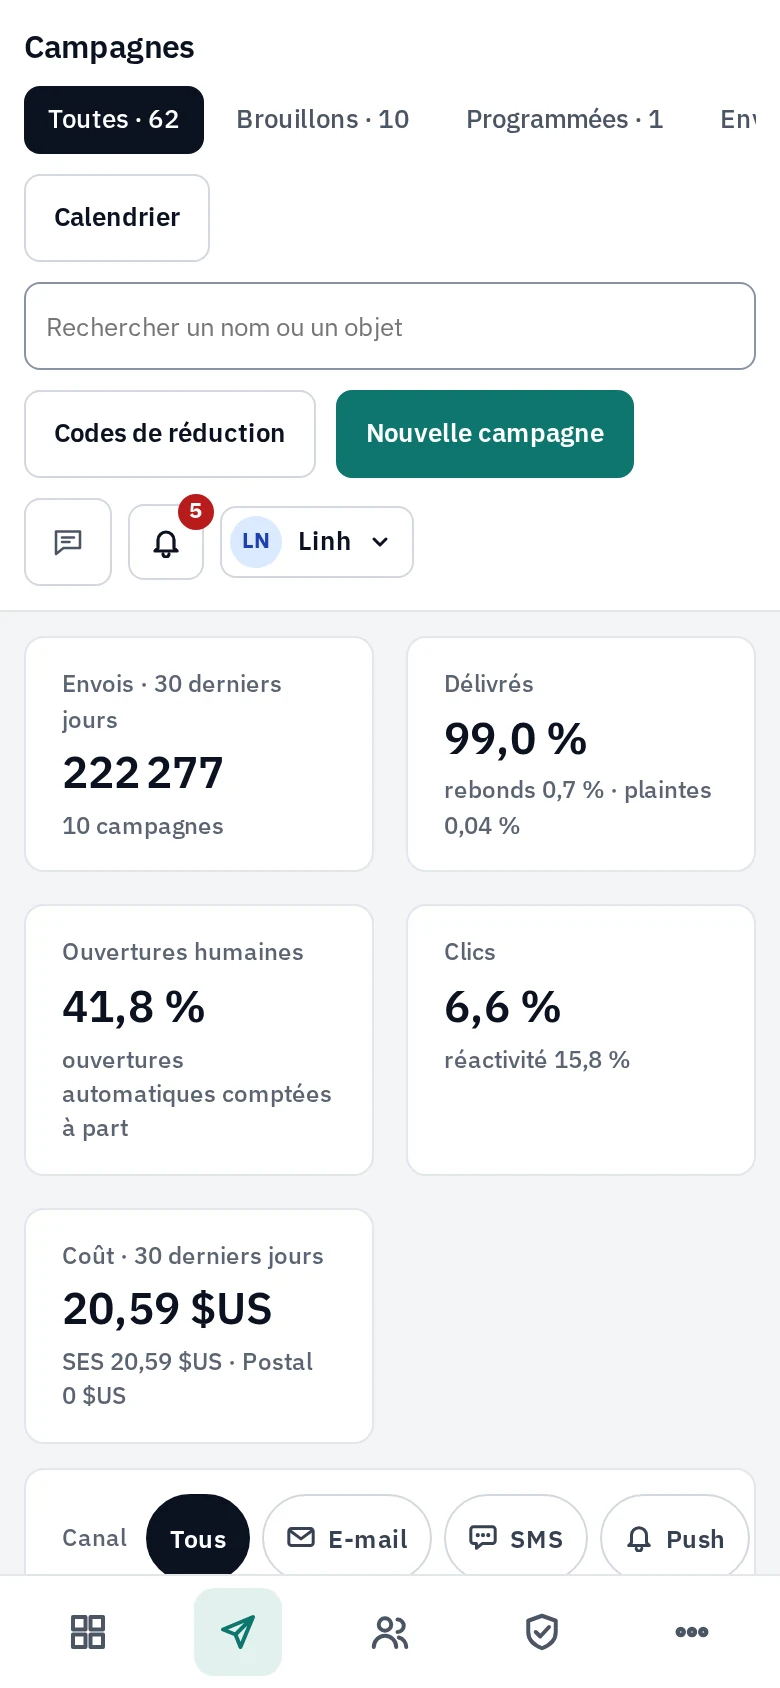 Campagnes
Toutes · 62
Brouillons · 10
Programmées · 1
Calendrier
Rechercher un nom ou un objet
Codes de réduction
Nouvelle campagne
5
LN
Linh
Envois · 30 derniers
jours
222 277
10 campagnes
Délivrés
99,0 %
rebonds 0,7 % · plaintes
0,04 %
Ouvertures humaines
41,8 %
ouvertures
automatiques comptées
à part
Clics
6,6 %
réactivité 15,8 %
Coût · 30 derniers jours
20,59 $US
SES 20,59 $US · Postal
0 $US
Canal
Tous
E-mail
SMS
Push